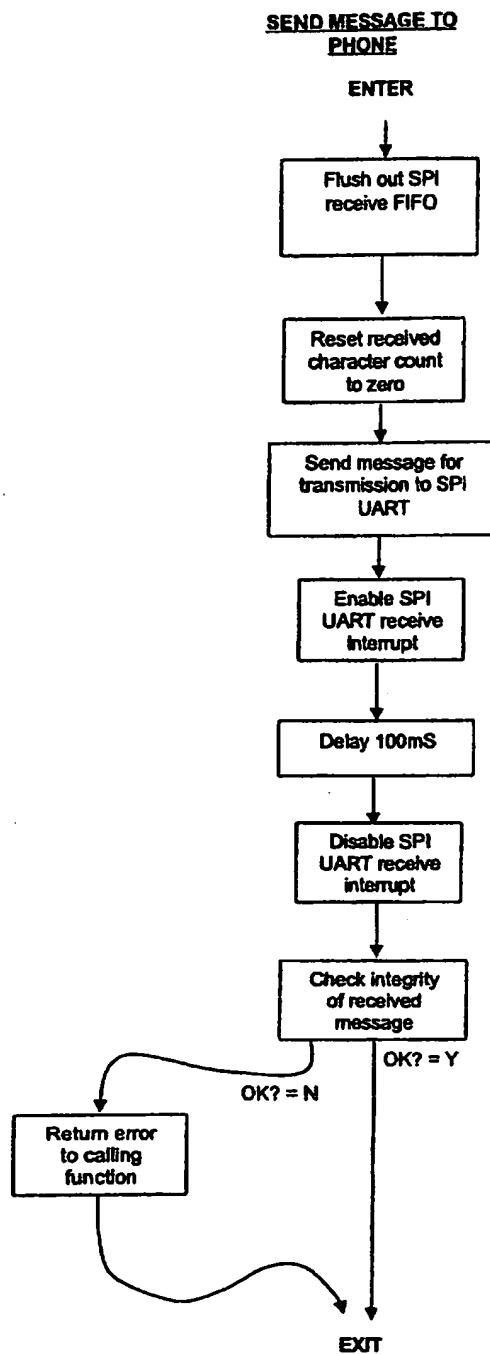 SEND MESSAGE TO
PHONE
ENTER
Flush out SPI
receive FIFO
Reset received
character count
to zero
Send message for
transmission to SPI
UART
Enable SPI
UART receive
Interrupt
Delay 100mS
Disable SPI
UART receive
interrupt
Check integrity
of received
message
OK? = Y
OK? = N
Return error
to calling
function
EXIT